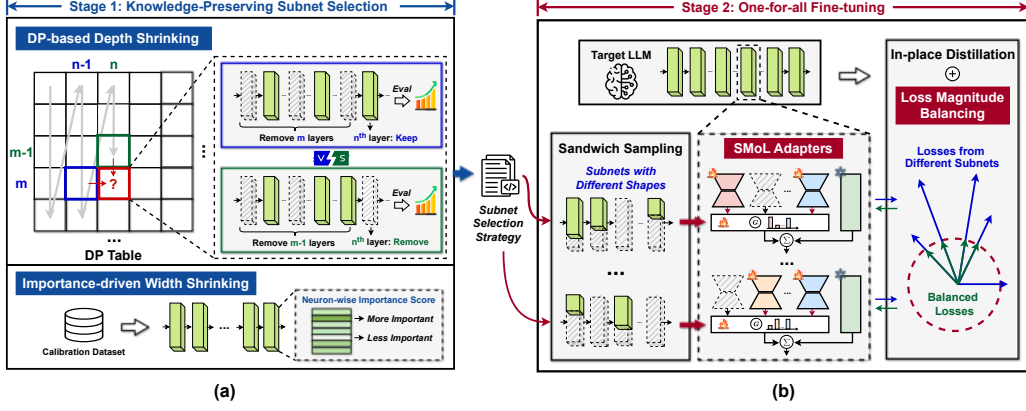 Stage 1: Knowledge-Preserving Subnet Selection
DP-based Depth Shrinking
n-1 n
m-1
m
?
...
DP Table
...
Eval
Remove m layers
nth layer: Keep
V S
Eval
Remove m-1 layers
nth layer: Remove
Importance-driven Width Shrinking
Calibration Dataset
...
Neuron-wise Importance Score
More Important
Less Important
(a)
Subnet
Selection
Strategy
Stage 2: One-for-all Fine-tuning
Target LLM
...
...
Sandwich Sampling
Subnets with
Different Shapes
...
...
...
SMoL Adapters
...
G
Σ
...
...
G
Σ
In-place Distillation
+
Loss Magnitude
Balancing
Losses from
Different Subnets
Balanced
Losses
(b)